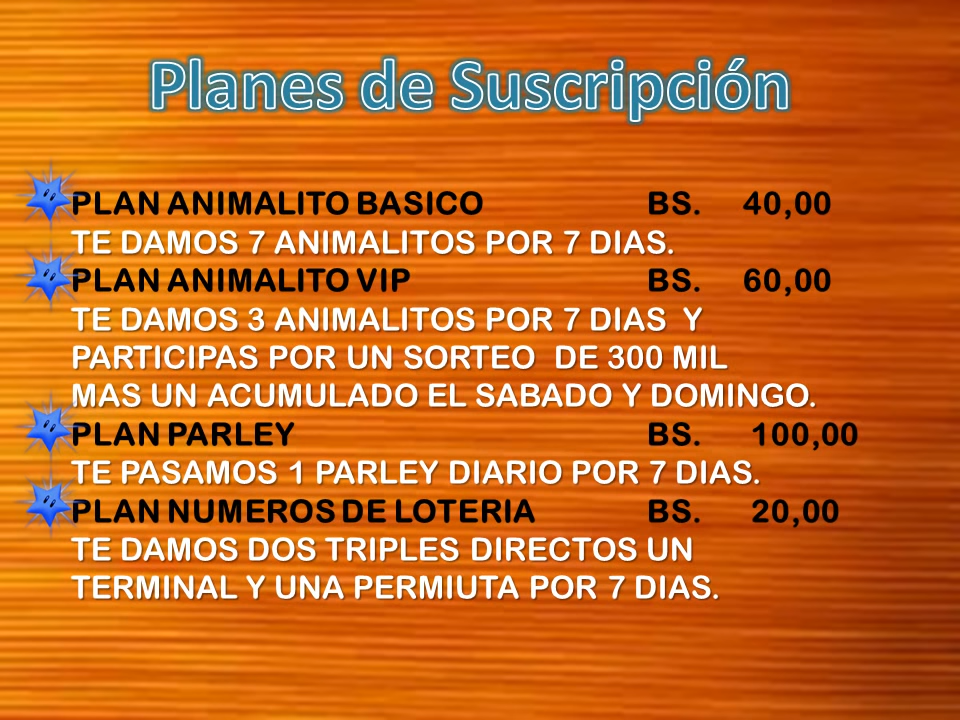 Planes de Suscripción
PLAN ANIMALITO BASICO BS. 40,00
TE DAMOS 7 ANIMALITOS POR 7 DIAS.
PLAN ANIMALITO VIP BS. 60,00
TE DAMOS 3 ANIMALITOS POR 7 DIAS Y
PARTICIPAS POR UN SORTEO DE 300 MIL
MAS UN ACUMULADO EL SABADO Y DOMINGO.
PLAN PARLEY BS. 100,00
TE PASAMOS 1 PARLEY DIARIO POR 7 DIAS.
PLAN NUMEROS DE LOTERIA BS. 20,00
TE DAMOS DOS TRIPLES DIRECTOS UN
TERMINAL Y UNA PERMIUTA POR 7 DIAS.